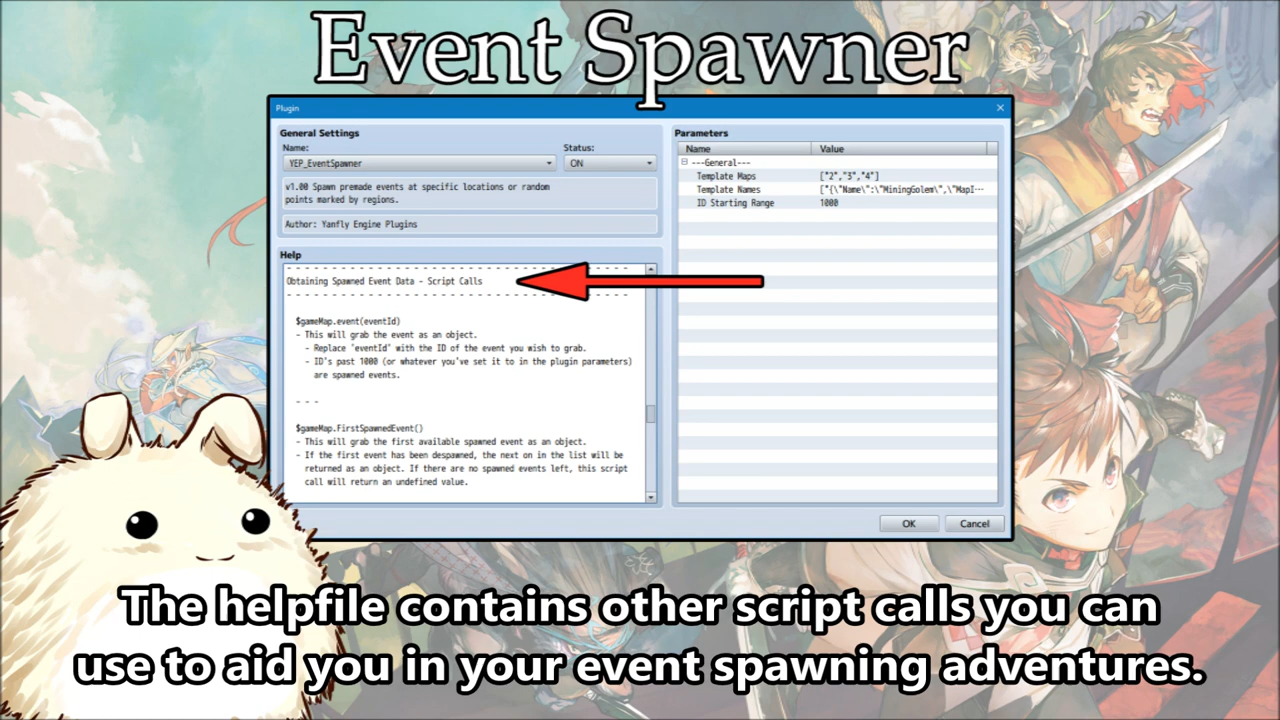 Event Spawner
Plugin
General Settings
Name:
Status:
YEP_EventSpawner
ON
v1.00 Spawn premade events at specific locations or random
points marked by regions.
Author: Yanfly Engine Plugins
Help
Obtaining Spawned Event Data - Script Calls
$gameMap.event(eventId)
- This will grab the event as an object.
- Replace 'eventId' with the ID of the event you wish to grab.
- ID's past 1000 (or whatever you've set it to in the plugin parameters)
are spawned events.
- - -
$gameMap.FirstSpawnedEvent()
- This will grab the first available spawned event as an object.
- If the first event has been despawned, the next on in the list will be
returned as an object. If there are no spawned events left, this script
call will return an undefined value.
Parameters
Name Value
---General---
Template Maps ["2","3","4"]
Template Names ["{\"Name\":\"MiningGolem\",\"MapI···
ID Starting Range 1000
OK Cancel
The helpfile contains other script calls you can
use to aid you in your event spawning adventures.